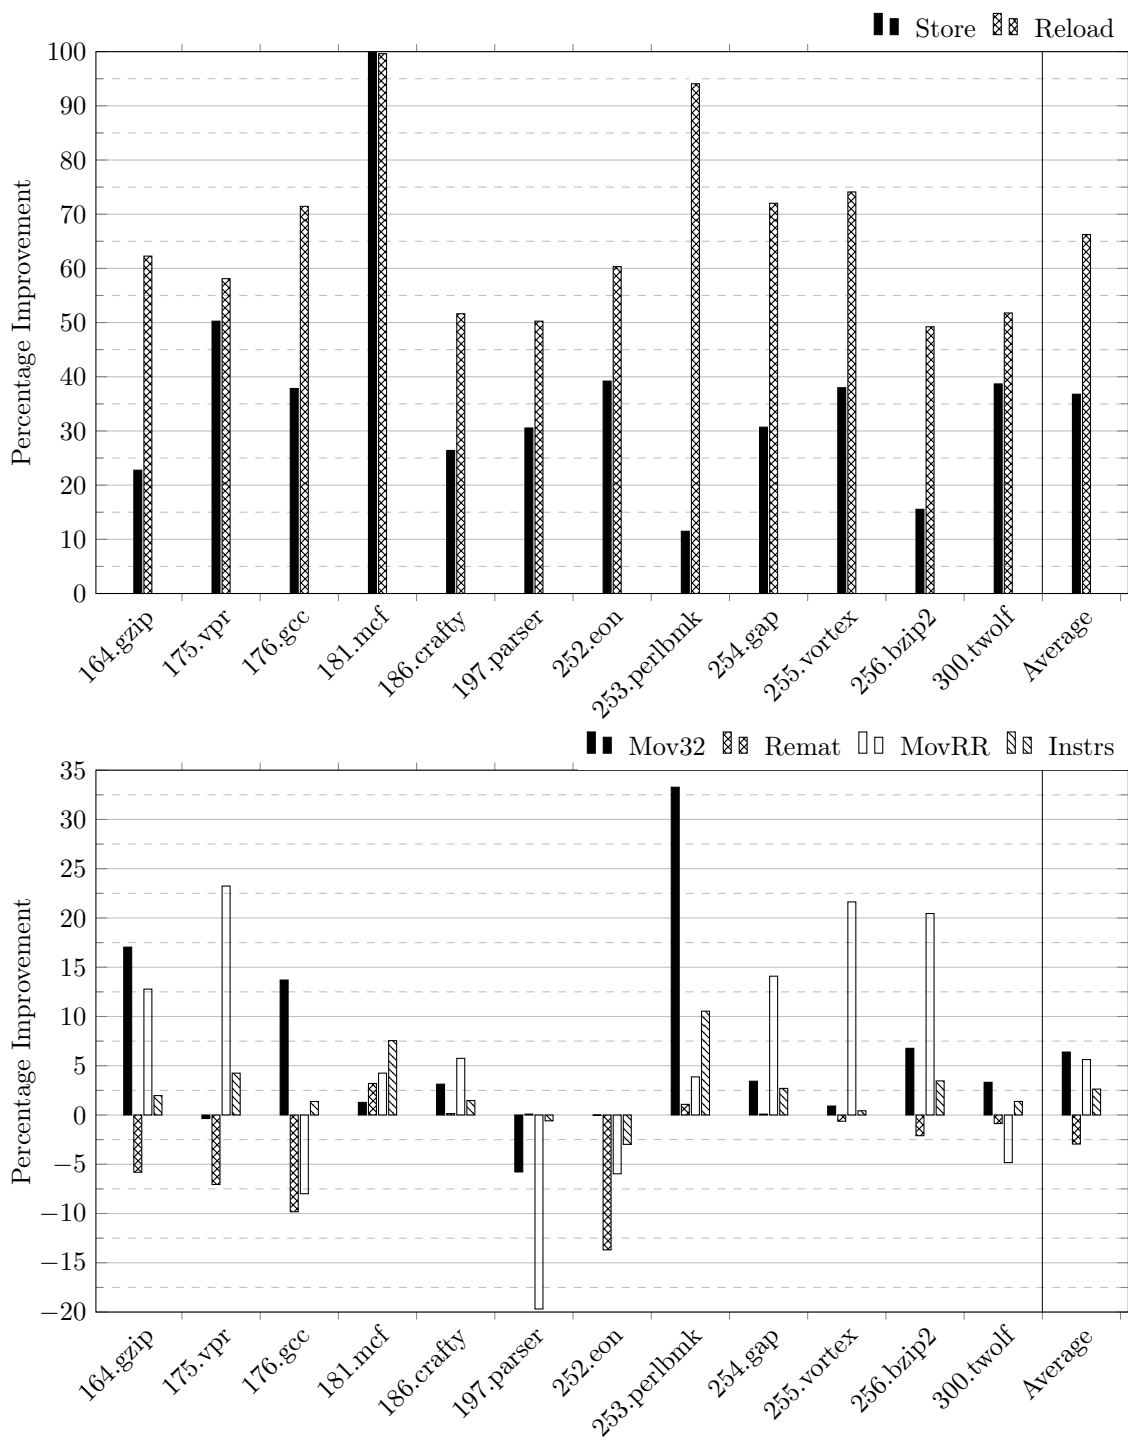 Store Reload
100
90
80
70
60
50
40
30
20
10
0
Percentage Improvement
164.gzip
175.vpr
176.gcc
181.mcf
186.crafty
197.parser
252.eon
253.perlbmk
254.gap
255.vortex
256.bzip2
300.twolf
Average
Mov32 Remat MovRR Instrs
35
30
25
20
15
10
5
0
−5
−10
−15
−20
Percentage Improvement
164.gzip
175.vpr
176.gcc
181.mcf
186.crafty
197.parser
252.eon
253.perlbmk
254.gap
255.vortex
256.bzip2
300.twolf
Average